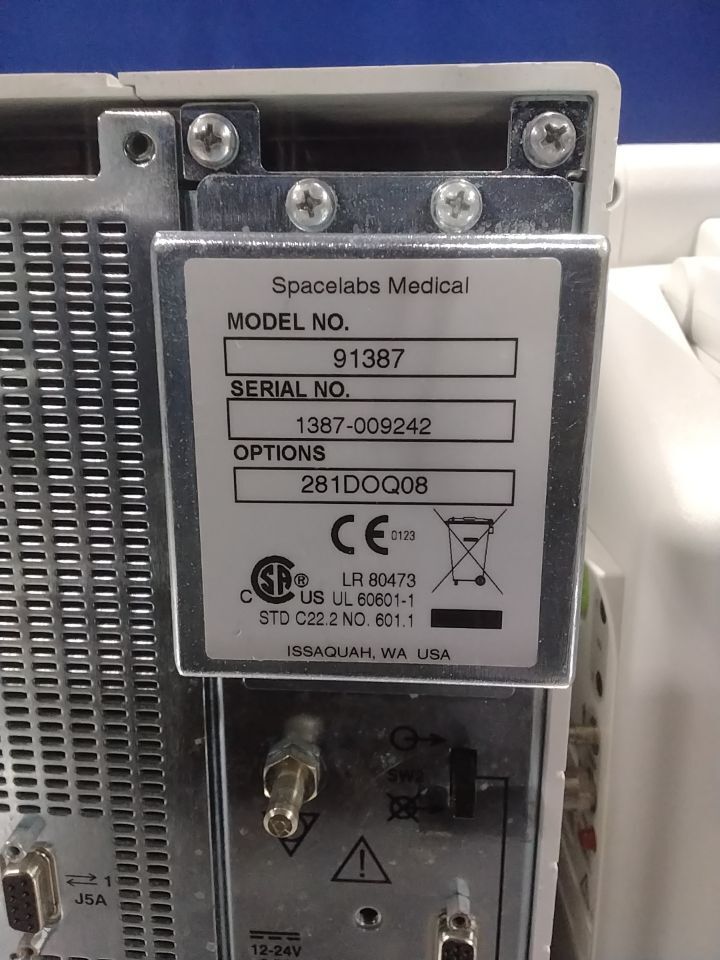 Spacelabs Medical
MODEL NO.
91387
SERIAL NO.
1387-009242
OPTIONS
281DOQ08
CE 0123
C SA ® US
LR 80473
UL 60601-1
STD C22.2 NO. 601.1
ISSAQUAH, WA USA
SW2
1
J5A
12-24V